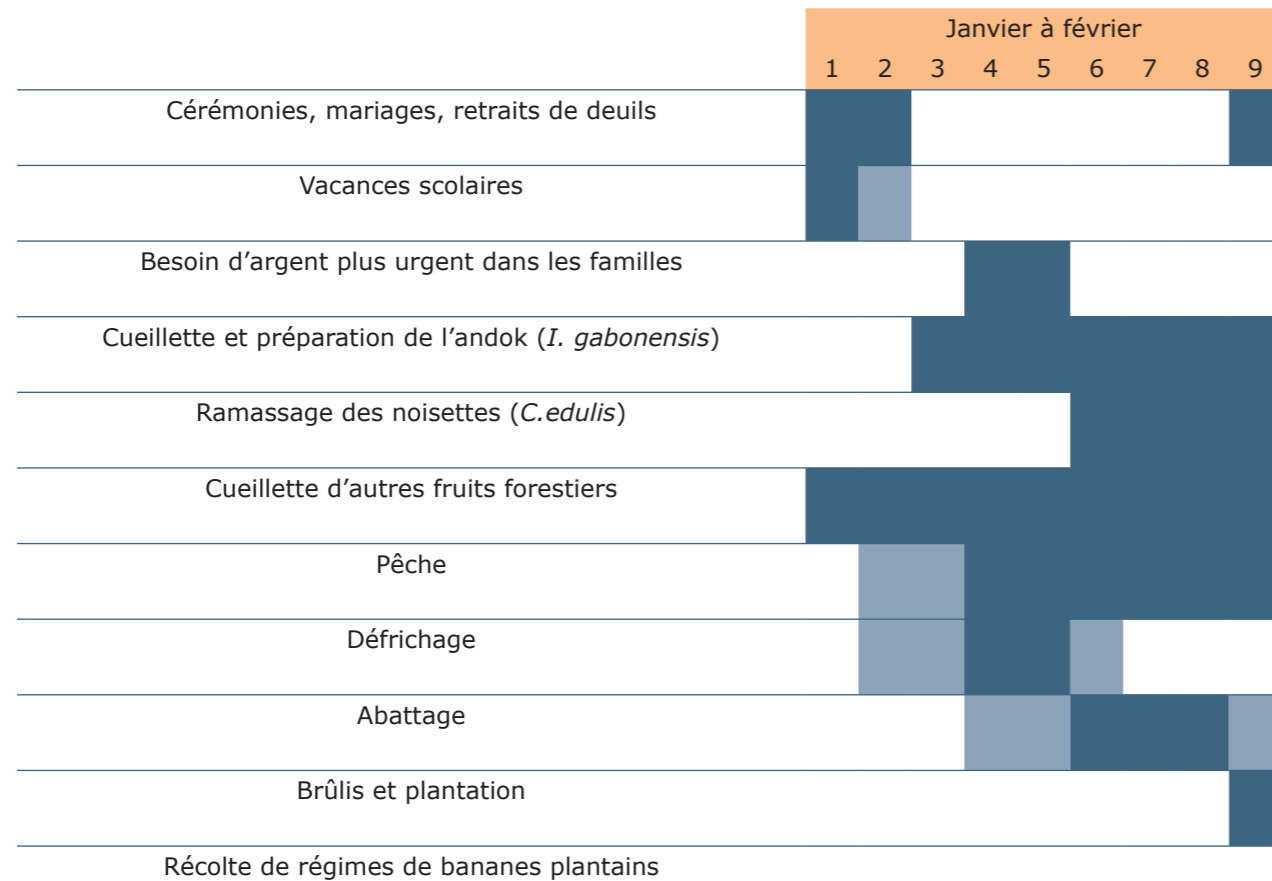 Janvier à février
1 2 3 4 5 6 7 8 9
Cérémonies, mariages, retraits de deuils
Vacances scolaires
Besoin d’argent plus urgent dans les familles
Cueillette et préparation de l’andok (I. gabonensis)
Ramassage des noisettes (C.edulis)
Cueillette d’autres fruits forestiers
Pêche
Défrichage
Abattage
Brûlis et plantation
Récolte de régimes de bananes plantains